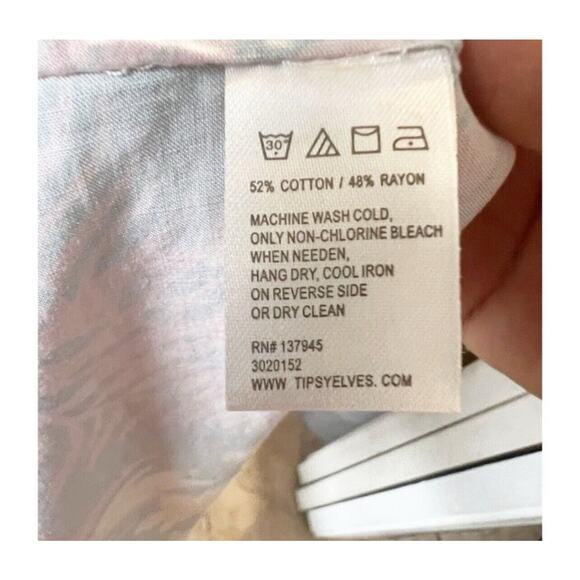 30°
52% COTTON / 48% RAYON
MACHINE WASH COLD,
ONLY NON-CHLORINE BLEACH
WHEN NEEDEN,
HANG DRY, COOL IRON
ON REVERSE SIDE
OR DRY CLEAN
RN# 137945
3020152
WWW. TIPSYELVES. COM